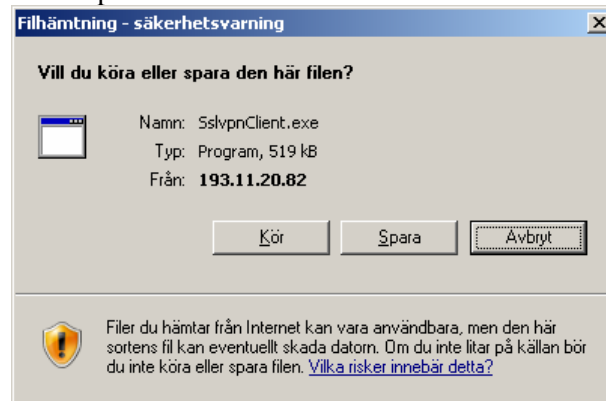 Filhämtning - säkerhetsvarning
Vill du köra eller spara den här filen?
Namn: SslvpnClient.exe
Typ: Program, 519 kB
Från: 193.11.20.82
Kör Spara Avbryt
Filer du hämtar från Internet kan vara användbara, men den här
sortens fil kan eventuellt skada datorn. Om du inte litar på källan bör
du inte köra eller spara filen. Vilka risker innebär detta?